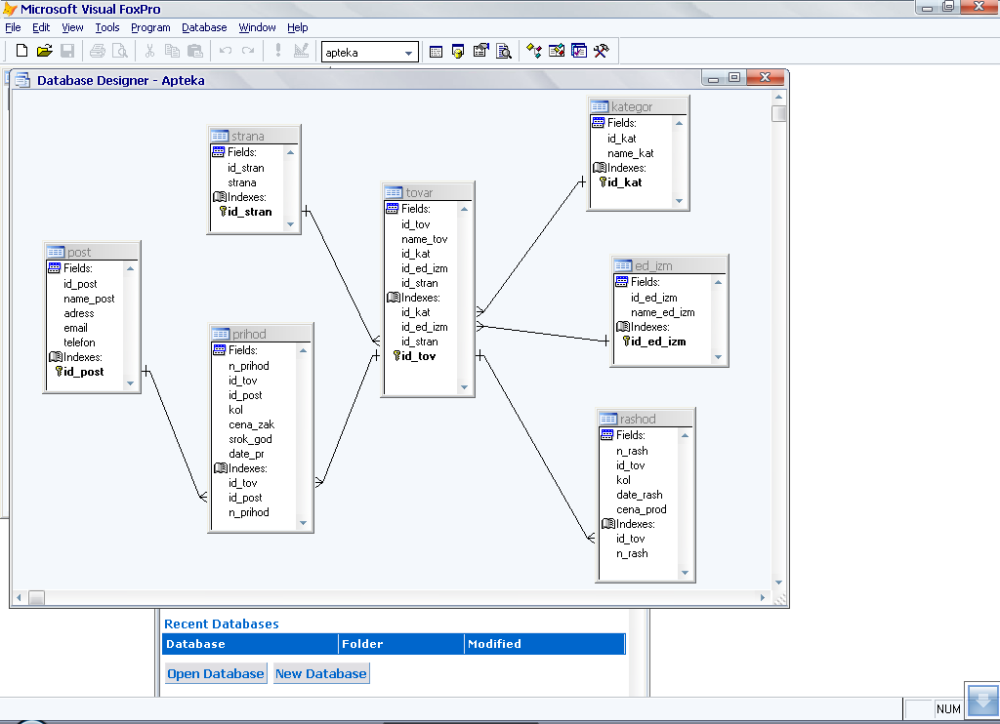 Microsoft Visual FoxPro
File Edit View Tools Program Database Window Help
apteka
Database Designer - Apteka
strana
Fields:
id_stran
strana
Indexes:
id_stran
post
Fields:
id_post
name_post
adress
email
telefon
Indexes:
id_post
prihod
Fields:
n_prihod
id_tov
id_post
kol
cena_zak
srok_god
date_pr
Indexes:
id_tov
id_post
n_prihod
tovar
Fields:
id_tov
name_tov
id_kat
id_ed_izm
id_stran
Indexes:
id_kat
id_ed_izm
id_stran
id_tov
kategor
Fields:
id_kat
name_kat
Indexes:
id_kat
ed_izm
Fields:
id_ed_izm
name_ed_izm
Indexes:
id_ed_izm
rashod
Fields:
n_rash
id_tov
kol
date_rash
cena_prod
Indexes:
id_tov
n_rash
Recent Databases
Database Folder Modified
Open Database New Database
NUM